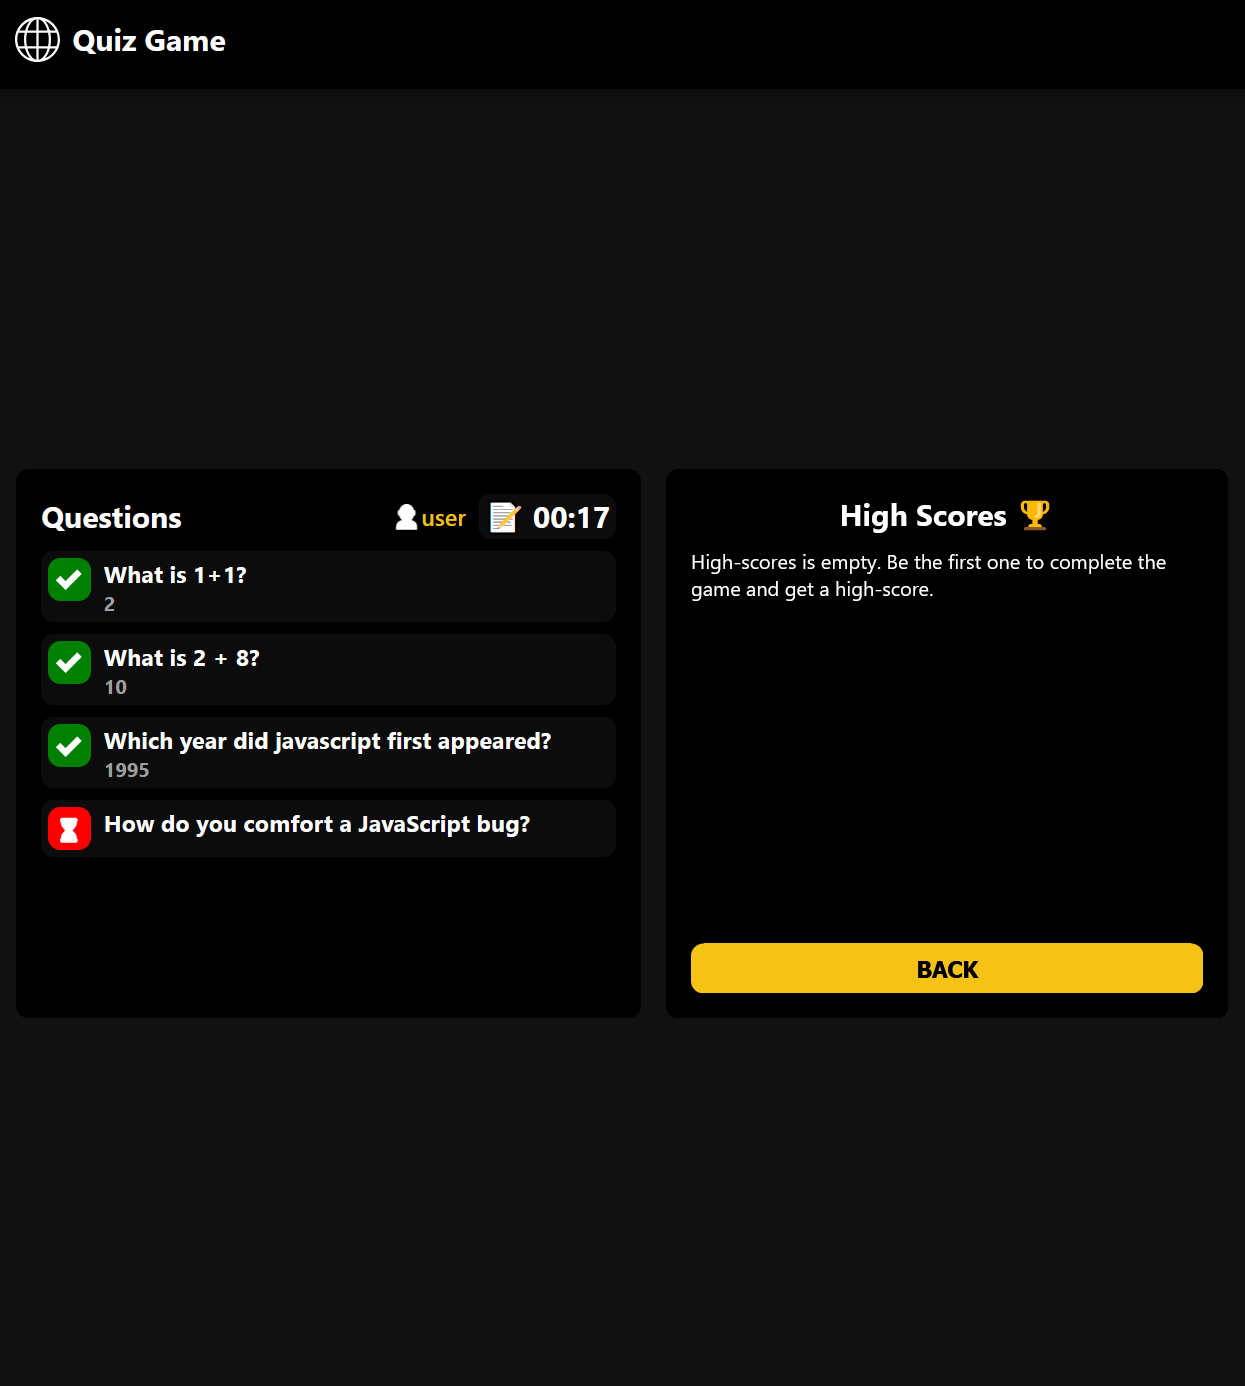 Quiz Game
Questions
user
00:17
What is 1+1?
2
What is 2 + 8?
10
Which year did javascript first appeared?
1995
How do you comfort a JavaScript bug?
High Scores
High-scores is empty. Be the first one to complete the
game and get a high-score.
BACK